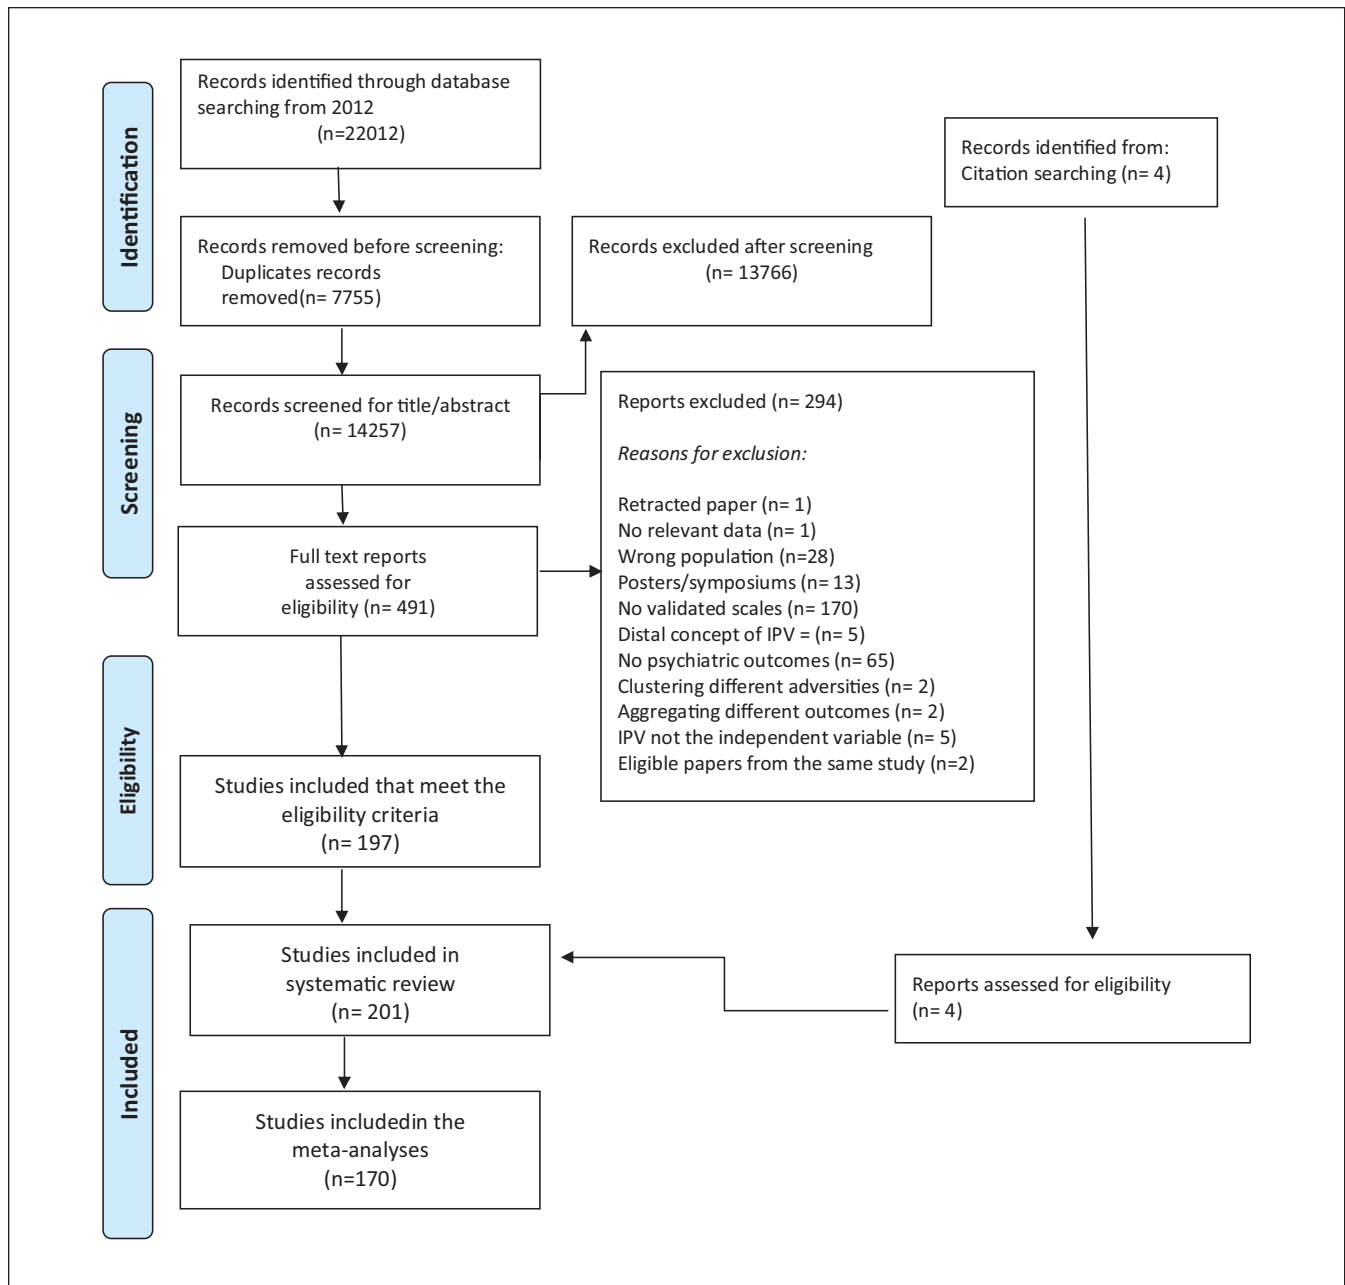 Identification
Records identified through database
searching from 2012
(n=22012)
Records identified from:
Citation searching (n= 4)
Records removed before screening:
Duplicates records
removed(n= 7755)
Records excluded after screening
(n= 13766)
Screening
Records screened for title/abstract
(n= 14257)
Reports excluded (n= 294)
Reasons for exclusion:
Retracted paper (n= 1)
No relevant data (n= 1)
Wrong population (n=28)
Posters/symposiums (n= 13)
No validated scales (n= 170)
Distal concept of IPV = (n= 5)
No psychiatric outcomes (n= 65)
Clustering different adversities (n= 2)
Aggregating different outcomes (n= 2)
IPV not the independent variable (n= 5)
Eligible papers from the same study (n=2)
Full text reports
assessed for
eligibility (n= 491)
Eligibility
Studies included that meet the
eligibility criteria
(n= 197)
Included
Studies included in
systematic review
(n= 201)
Reports assessed for eligibility
(n= 4)
Studies includedin the
meta-analyses
(n=170)